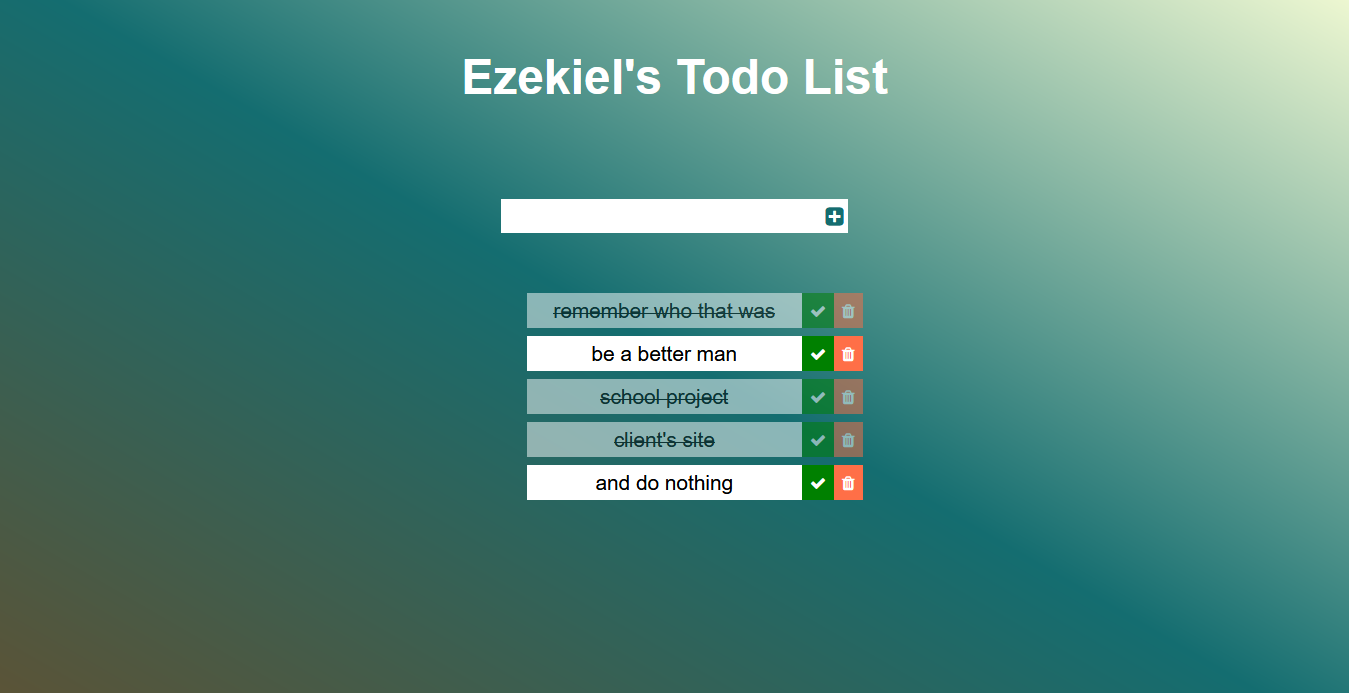 Ezekiel's Todo List
remember who that was
be a better man
school project
client's site
and do nothing